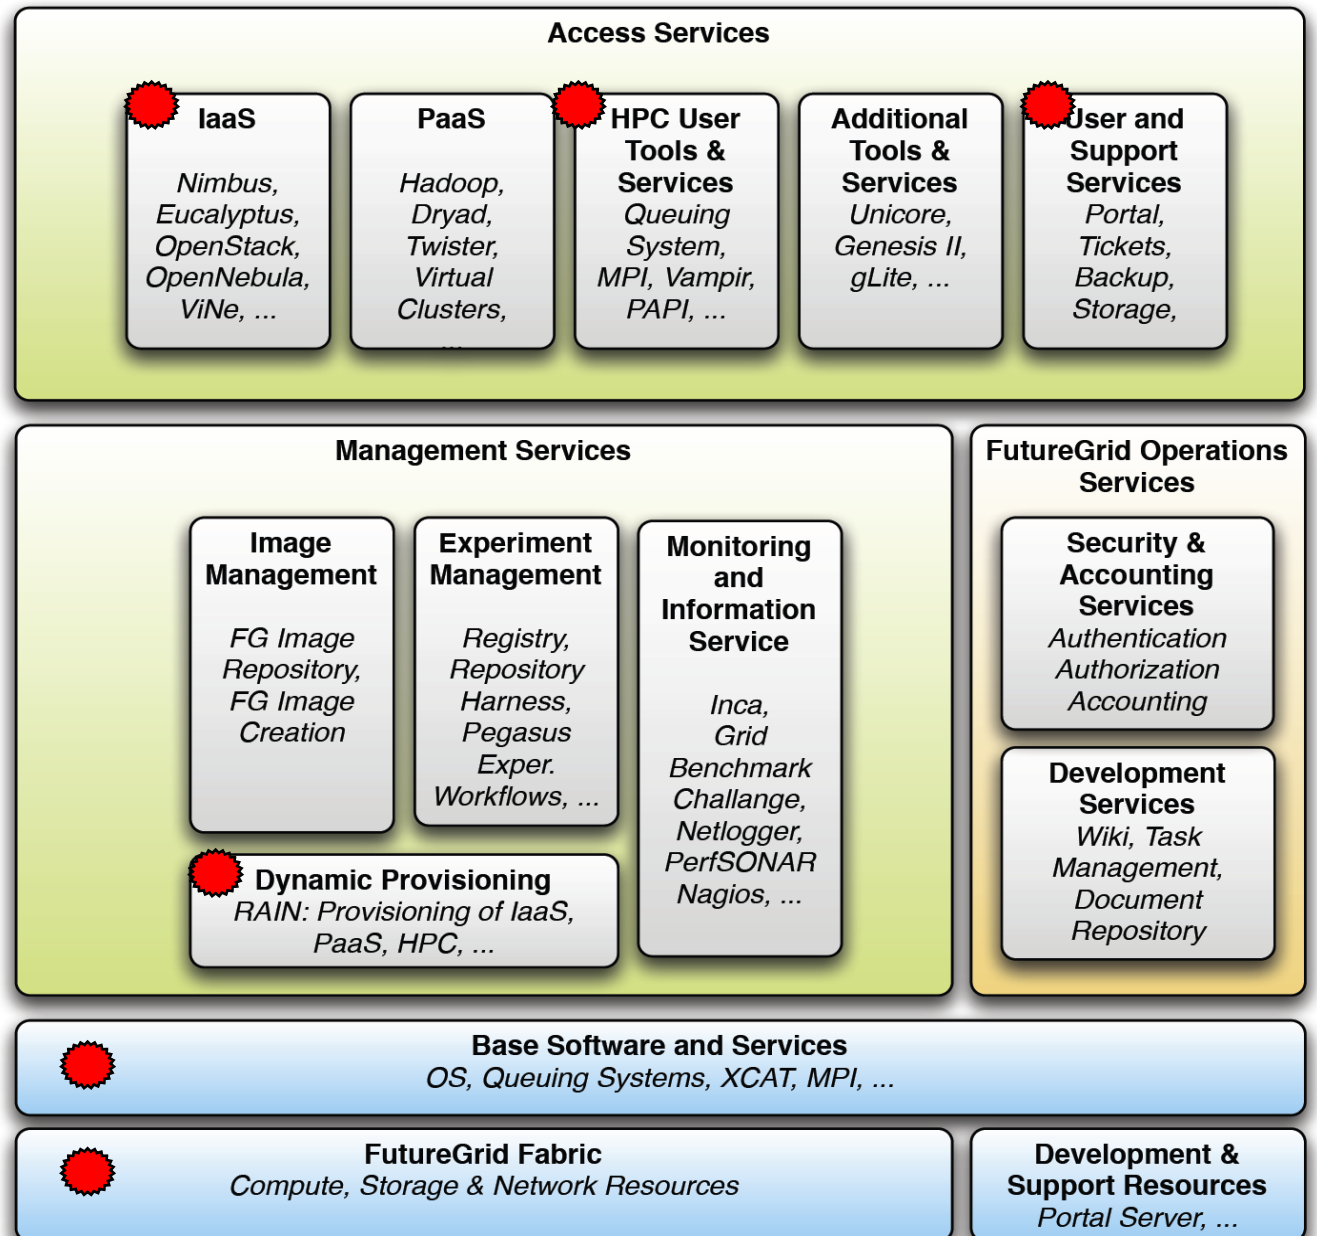 Access Services
IaaS
Nimbus,
Eucalyptus,
OpenStack,
OpenNebula,
ViNe, ...
PaaS
Hadoop,
Dryad,
Twister,
Virtual
Clusters,
...
HPC User
Tools &
Services
Queuing
System,
MPI, Vampir,
PAPI, ...
Additional
Tools &
Services
Unicore,
Genesis II,
gLite, ...
User and
Support
Services
Portal,
Tickets,
Backup,
Storage,
Management Services
Image
Management
FG Image
Repository,
FG Image
Creation
Experiment
Management
Registry,
Repository
Harness,
Pegasus
Exper.
Workflows, ...
Monitoring
and
Information
Service
Inca,
Grid
Benchmark
Challange,
Netlogger,
PerfSONAR
Nagios, ...
Dynamic Provisioning
RAIN: Provisioning of IaaS,
PaaS, HPC, ...
FutureGrid Operations
Services
Security &
Accounting
Services
Authentication
Authorization
Accounting
Development
Services
Wiki, Task
Management,
Document
Repository
Base Software and Services
OS, Queuing Systems, XCAT, MPI, ...
FutureGrid Fabric
Compute, Storage & Network Resources
Development &
Support Resources
Portal Server, ...